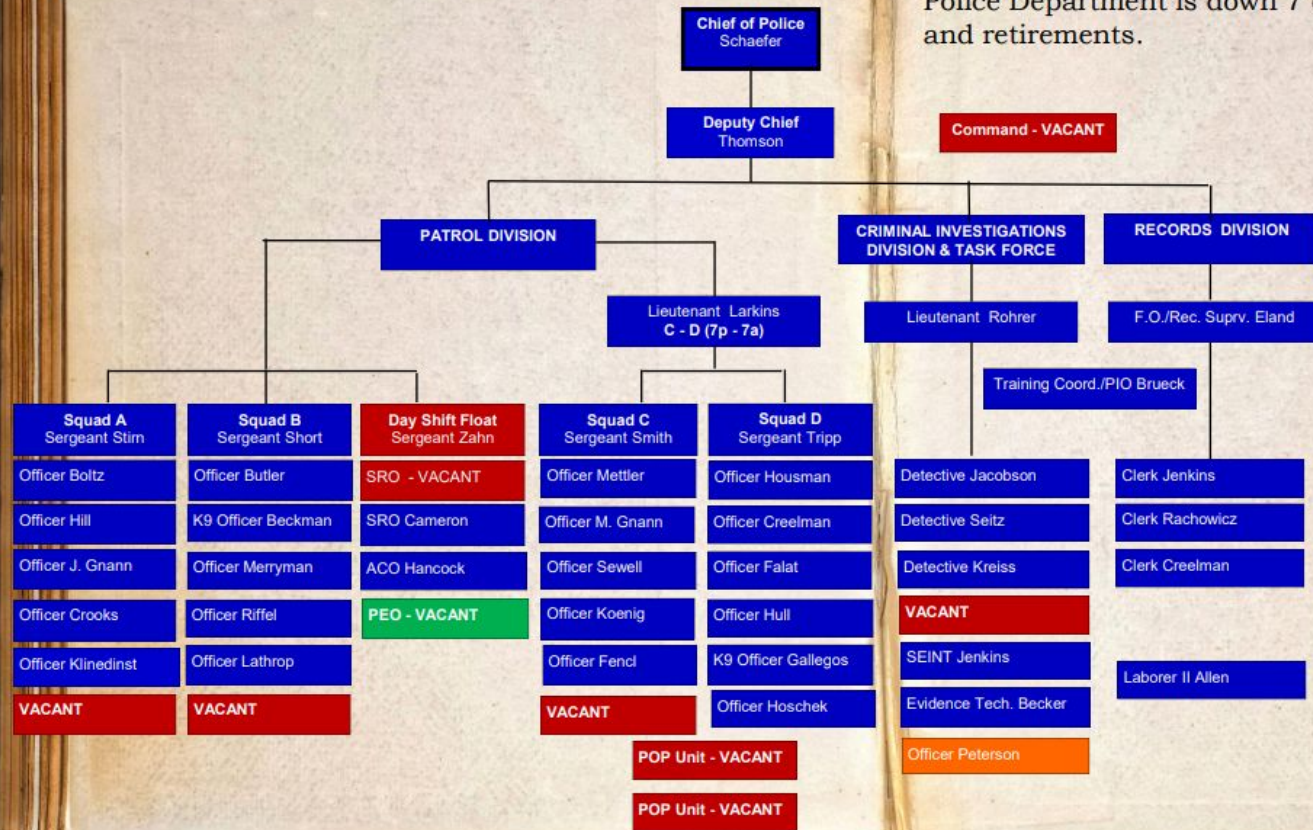 Police Department is down 7
and retirements.
Chief of Police
Schaefer
Deputy Chief
Thomson
Command - VACANT
PATROL DIVISION
CRIMINAL INVESTIGATIONS
DIVISION & TASK FORCE
RECORDS DIVISION
Lieutenant Larkins
C - D (7p - 7a)
Lieutenant Rohrer
F.O./Rec. Suprv. Eland
Training Coord./PIO Brueck
Squad A
Sergeant Stirn
Officer Boltz
Officer Hill
Officer J. Gnann
Officer Crooks
Officer Klinedinst
VACANT
Squad B
Sergeant Short
Officer Butler
K9 Officer Beckman
Officer Merryman
Officer Riffel
Officer Lathrop
VACANT
Day Shift Float
Sergeant Zahn
SRO - VACANT
SRO Cameron
ACO Hancock
PEO - VACANT
Squad C
Sergeant Smith
Officer Mettler
Officer M. Gnann
Officer Sewell
Officer Koenig
Officer Fencl
VACANT
Squad D
Sergeant Tripp
Officer Housman
Officer Creelman
Officer Falat
Officer Hull
K9 Officer Gallegos
Officer Hoschek
POP Unit - VACANT
POP Unit - VACANT
Detective Jacobson
Detective Seitz
Detective Kreiss
VACANT
SEINT Jenkins
Evidence Tech. Becker
Officer Peterson
Clerk Jenkins
Clerk Rachowicz
Clerk Creelman
Laborer II Allen